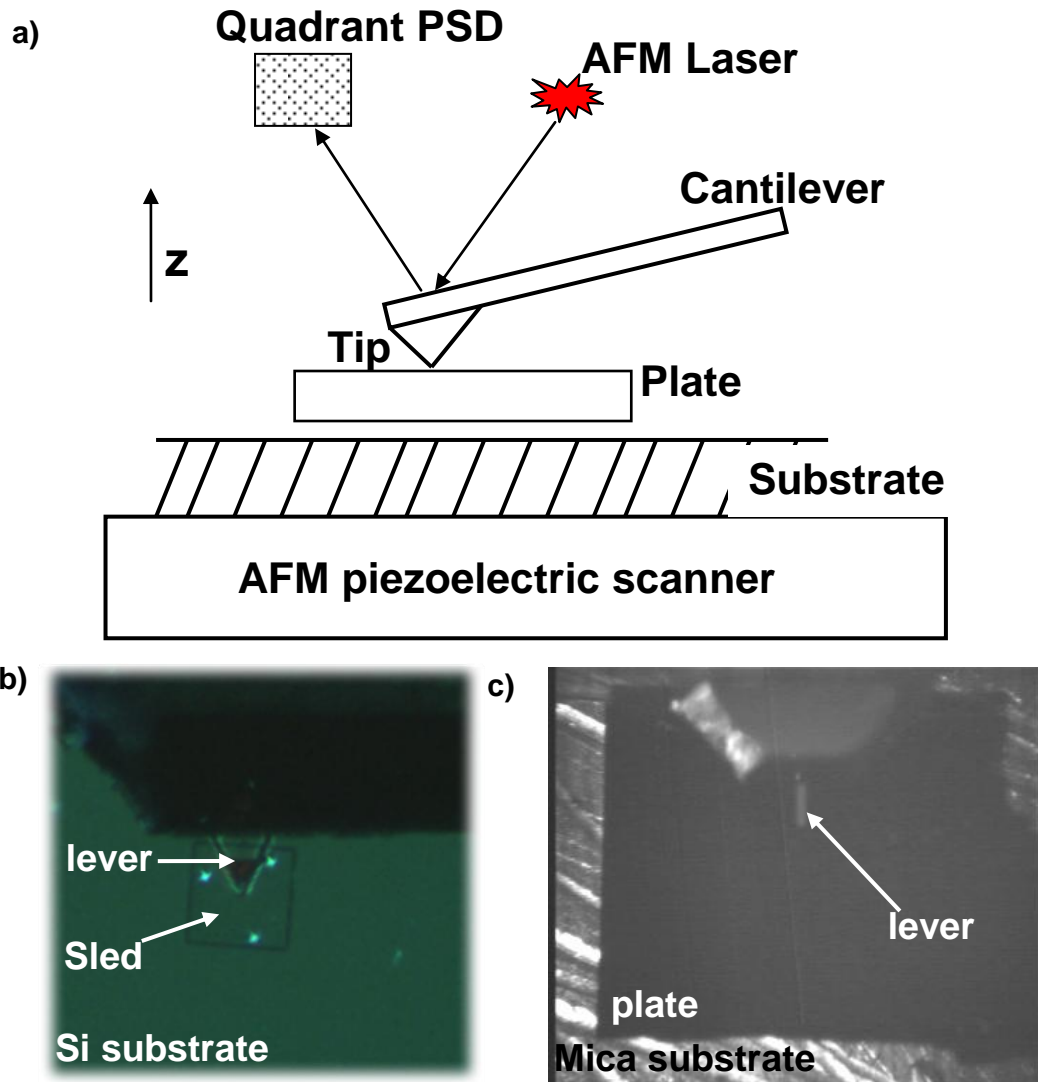 a)
Quadrant PSD
AFM Laser
Cantilever
z
Tip
Plate
Substrate
AFM piezoelectric scanner
b)
c)
lever
Sled
Si substrate
lever
plate
Mica substrate